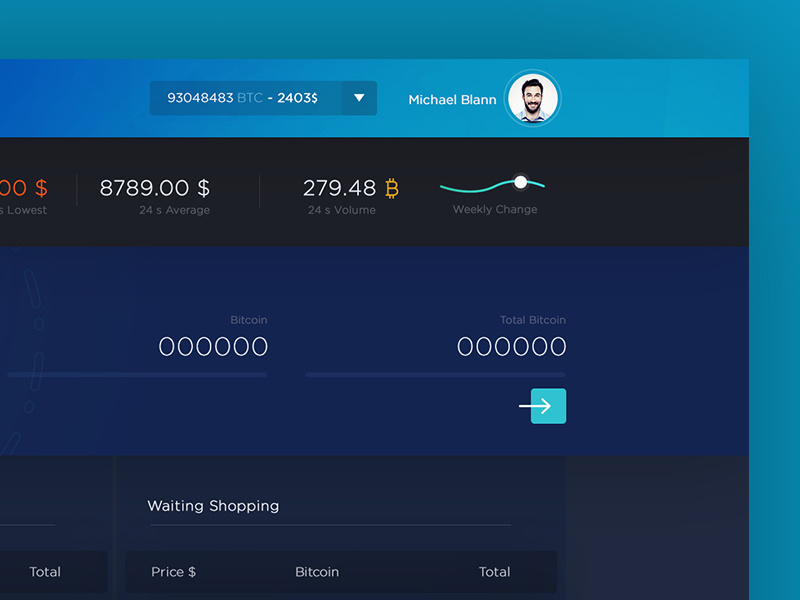 93048483 BTC - 2403$
Michael Blann
00 $
8789.00 $
279.48
s Lowest
24 s Average
24 s Volume
Weekly Change
Bitcoin
Total Bitcoin
000000
000000
Waiting Shopping
Total
Price $
Bitcoin
Total